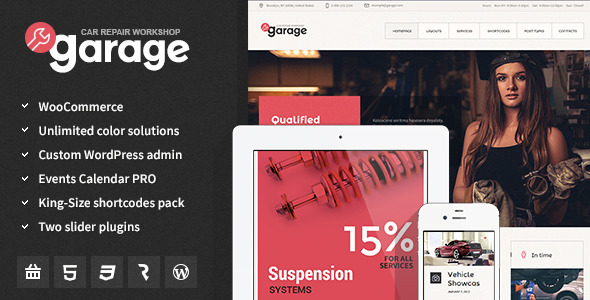 CAR REPAIR WORKSHOP
garage
WooCommerce
Unlimited color solutions
Custom WordPress admin
Events Calendar PRO
King-Size shortcodes pack
Two slider plugins
garage
HOMEPAGE LAYOUTS SERVICES SHORTCODES POST TYPES CONTACTS
Qualified
15%
FOR ALL
SERVICES
Suspension
SYSTEMS
Vehicle
Showcas
In time